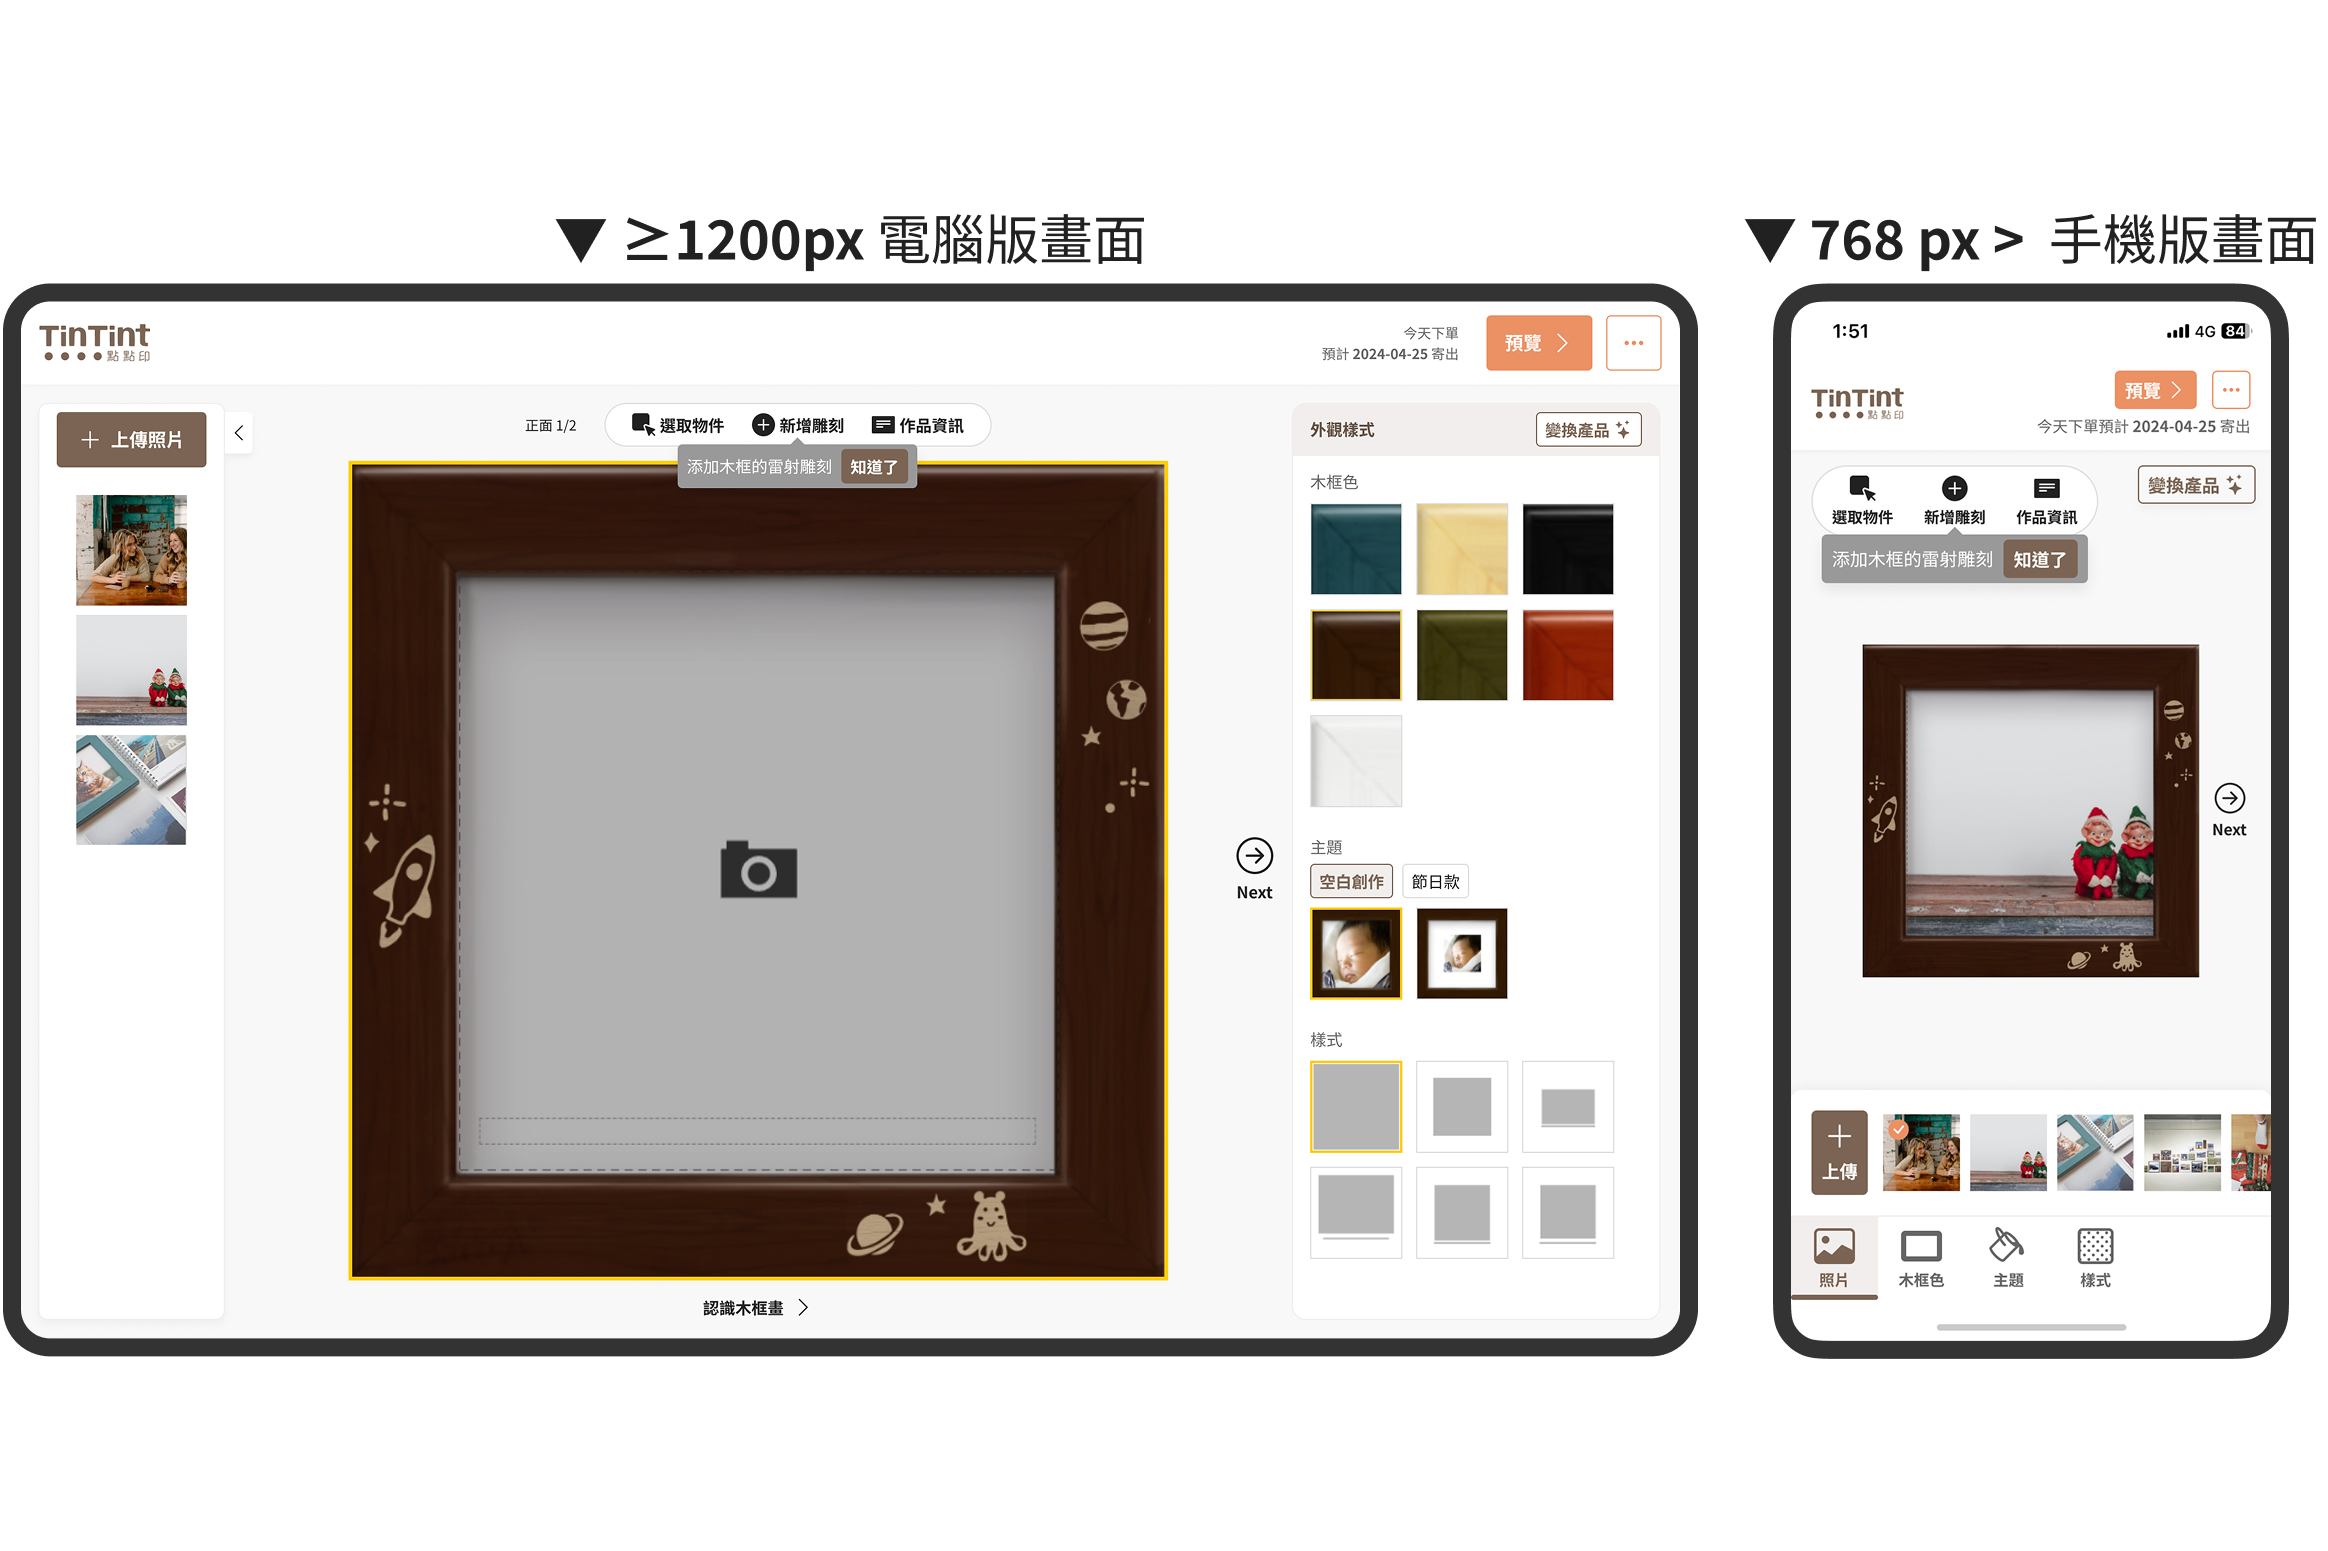 ▼ ≥1200px 電腦版畫面
TinTint
點點印
今天下單
預計 2024-04-25 寄出
預覽
上傳照片
正面 1/2
選取物件
新增雕刻
作品資訊
添加木框的雷射雕刻
知道了
Next
認識木框畫
外觀樣式
變換產品
木框色
主題
空白創作
節日款
樣式
▼ 768 px > 手機版畫面
1:51
4G
84
TinTint
點點印
預覽
今天下單預計 2024-04-25 寄出
選取物件
新增雕刻
作品資訊
變換產品
添加木框的雷射雕刻
知道了
Next
上傳
照片
木框色
主題
樣式